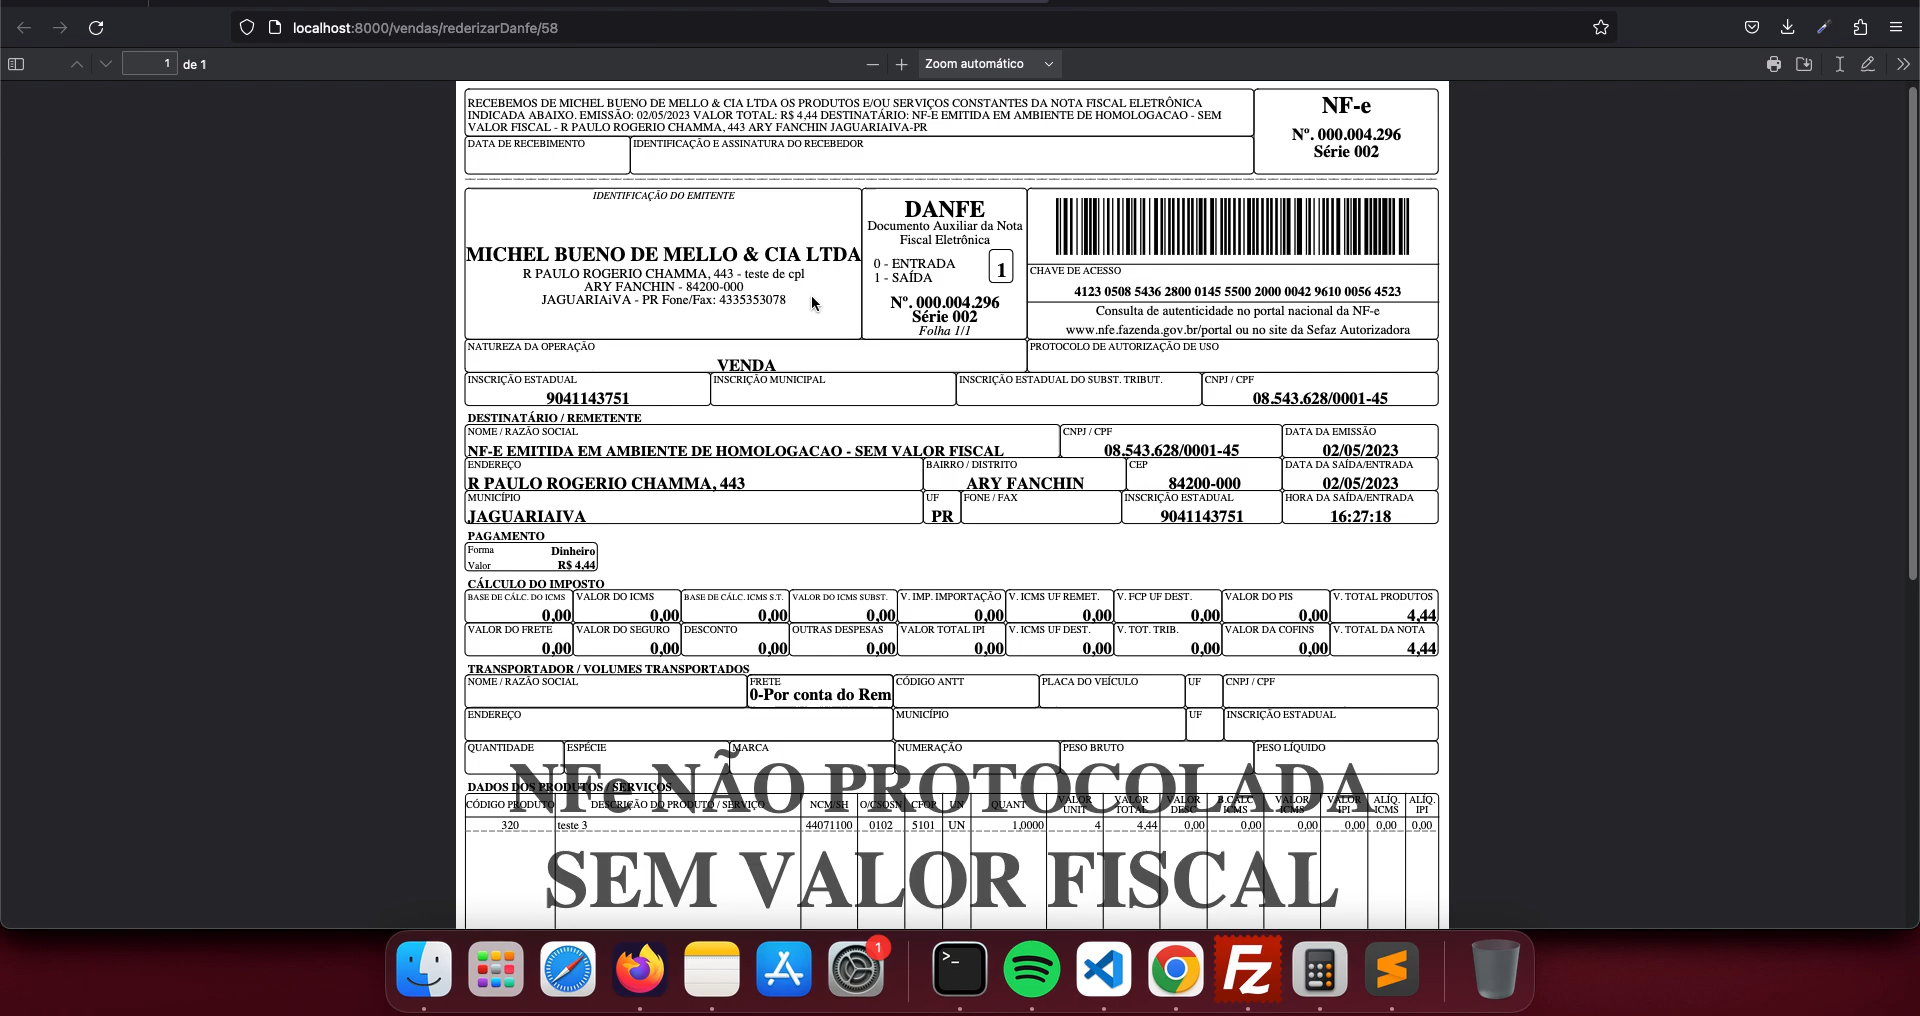 localhost:8000/vendas/rederizarDanfe/58
1 de 1
Zoom automático
RECEBEMOS DE MICHEL BUENO DE MELLO & CIA LTDA OS PRODUTOS E/OU SERVIÇOS CONSTANTES DA NOTA FISCAL ELETRÔNICA
INDICADA ABAIXO. EMISSÃO: 02/05/2023 VALOR TOTAL: R$ 4,44 DESTINATÁRIO: NF-E EMITIDA EM AMBIENTE DE HOMOLOGACAO - SEM
VALOR FISCAL - R PAULO ROGERIO CHAMMA, 443 ARY FANCHIN JAGUARIAIVA-PR
NF-e
Nº. 000.004.296
Série 002
DATA DE RECEBIMENTO IDENTIFICAÇÃO E ASSINATURA DO RECEBEDOR
IDENTIFICAÇÃO DO EMITENTE
MICHEL BUENO DE MELLO & CIA LTDA
R PAULO ROGERIO CHAMMA, 443 - teste de cpl
ARY FANCHIN - 84200-000
JAGUARIAiVA - PR Fone/Fax: 4335353078
DANFE
Documento Auxiliar da Nota
Fiscal Eletrônica
0 - ENTRADA
1 - SAÍDA
1
Nº. 000.004.296
Série 002
Folha 1/1
CHAVE DE ACESSO
4123 0508 5436 2800 0145 5500 2000 0042 9610 0056 4523
Consulta de autenticidade no portal nacional da NF-e
www.nfe.fazenda.gov.br/portal ou no site da Sefaz Autorizadora
NATUREZA DA OPERAÇÃO PROTOCOLO DE AUTORIZAÇÃO DE USO
VENDA
INSCRIÇÃO ESTADUAL INSCRIÇÃO MUNICIPAL INSCRIÇÃO ESTADUAL DO SUBST. TRIBUT. CNPJ / CPF
9041143751 08.543.628/0001-45
DESTINATÁRIO / REMETENTE
NOME / RAZÃO SOCIAL CNPJ / CPF DATA DA EMISSÃO
NF-E EMITIDA EM AMBIENTE DE HOMOLOGACAO - SEM VALOR FISCAL 08.543.628/0001-45 02/05/2023
ENDEREÇO BAIRRO / DISTRITO CEP DATA DA SAÍDA/ENTRADA
R PAULO ROGERIO CHAMMA, 443 ARY FANCHIN 84200-000 02/05/2023
MUNICÍPIO UF FONE / FAX INSCRIÇÃO ESTADUAL HORA DA SAÍDA/ENTRADA
JAGUARIAIVA PR 9041143751 16:27:18
PAGAMENTO
Forma Dinheiro
Valor R$ 4,44
CÁLCULO DO IMPOSTO
BASE DE CÁLC. DO ICMS VALOR DO ICMS BASE DE CÁLC. ICMS S.T. VALOR DO ICMS SUBST. V. IMP. IMPORTAÇÃO V. ICMS UF REMET. V. FCP UF DEST. VALOR DO PIS V. TOTAL PRODUTOS
0,00 0,00 0,00 0,00 0,00 0,00 0,00 0,00 4,44
VALOR DO FRETE VALOR DO SEGURO DESCONTO OUTRAS DESPESAS VALOR TOTAL IPI V. ICMS UF DEST. V. TOT. TRIB. VALOR DA COFINS V. TOTAL DA NOTA
0,00 0,00 0,00 0,00 0,00 0,00 0,00 0,00 4,44
TRANSPORTADOR / VOLUMES TRANSPORTADOS
NOME / RAZÃO SOCIAL FRETE CÓDIGO ANTT PLACA DO VEÍCULO UF CNPJ / CPF
0-Por conta do Rem
ENDEREÇO MUNICÍPIO UF INSCRIÇÃO ESTADUAL
QUANTIDADE ESPÉCIE MARCA NUMERAÇÃO PESO BRUTO PESO LÍQUIDO
NFe NÃO PROTOCOLADA
DADOS DOS PRODUTOS / SERVIÇOS
CÓDIGO PRODUTO DESCRIÇÃO DO PRODUTO / SERVIÇO NCM/SH O/CSOSN CFOP UN QUANT VALOR UNIT VALOR TOTAL VALOR DESC B.CÁLC ICMS VALOR ICMS VALOR IPI ALÍQ. ICMS ALÍQ. IPI
320 teste 3 44071100 0102 5101 UN 1,0000 4 4,44 0,00 0,00 0,00 0,00 0,00 0,00
SEM VALOR FISCAL
1